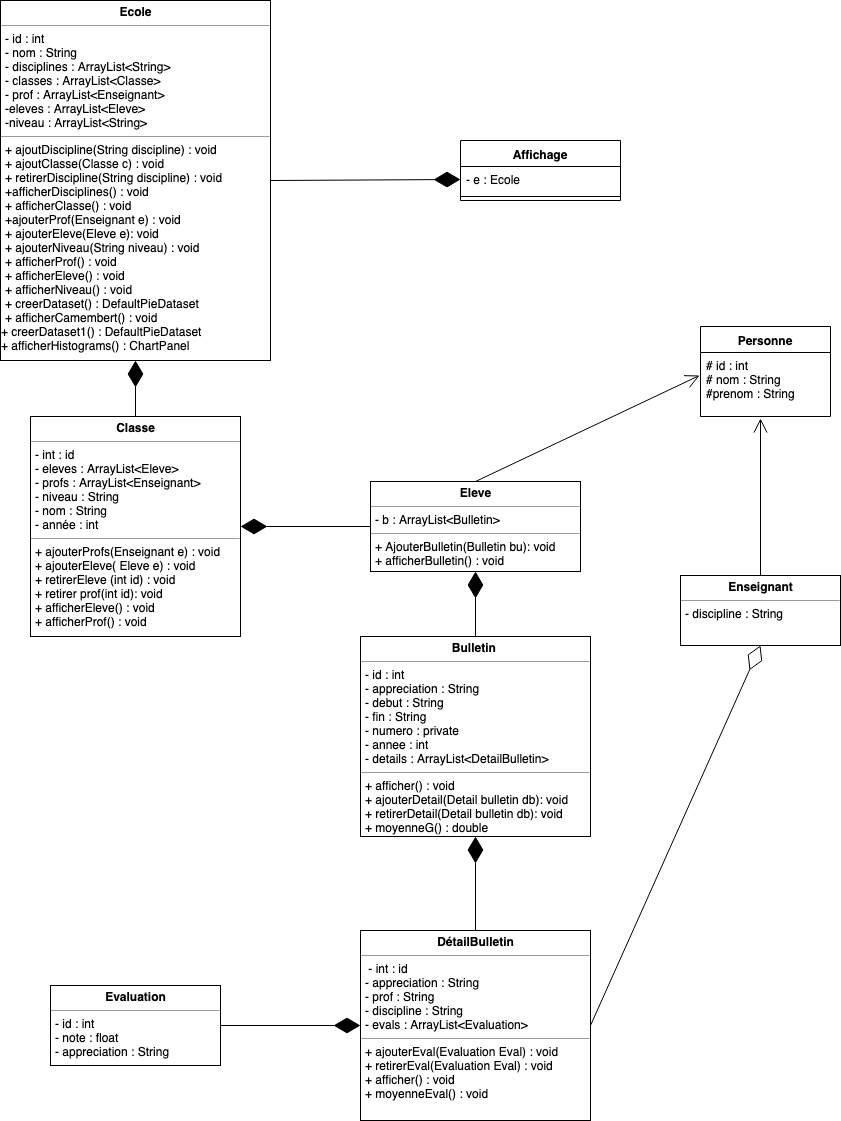 Ecole
- id : int
- nom : String
- disciplines : ArrayList<String>
- classes : ArrayList<Classe>
- prof : ArrayList<Enseignant>
-eleves : ArrayList<Eleve>
-niveau : ArrayList<String>
+ ajoutDiscipline(String discipline) : void
+ ajoutClasse(Classe c) : void
+ retirerDiscipline(String discipline) : void
+afficherDisciplines() : void
+ afficherClasse() : void
+ajouterProf(Enseignant e) : void
+ ajouterEleve(Eleve e): void
+ ajouterNiveau(String niveau) : void
+ afficherProf() : void
+ afficherEleve() : void
+ afficherNiveau() : void
+ creerDataset() : DefaultPieDataset
+ afficherCamembert() : void
+ creerDataset1() : DefaultPieDataset
+ afficherHistograms() : ChartPanel
Affichage
- e : Ecole
Personne
# id : int
# nom : String
#prenom : String
Classe
- int : id
- eleves : ArrayList<Eleve>
- profs : ArrayList<Enseignant>
- niveau : String
- nom : String
- année : int
+ ajouterProfs(Enseignant e) : void
+ ajouterEleve( Eleve e) : void
+ retirerEleve (int id) : void
+ retirer prof(int id): void
+ afficherEleve() : void
+ afficherProf() : void
Eleve
- b : ArrayList<Bulletin>
+ AjouterBulletin(Bulletin bu): void
+ afficherBulletin() : void
Enseignant
- discipline : String
Bulletin
- id : int
- appreciation : String
- debut : String
- fin : String
- numero : private
- annee : int
- details : ArrayList<DetailBulletin>
+ afficher() : void
+ ajouterDetail(Detail bulletin db): void
+ retirerDetail(Detail bulletin db): void
+ moyenneG() : double
DétailBulletin
- int : id
- appreciation : String
- prof : String
- discipline : String
- evals : ArrayList<Evaluation>
+ ajouterEval(Evaluation Eval) : void
+ retirerEval(Evaluation Eval) : void
+ afficher() : void
+ moyenneEval() : void
Evaluation
- id : int
- note : float
- appreciation : String